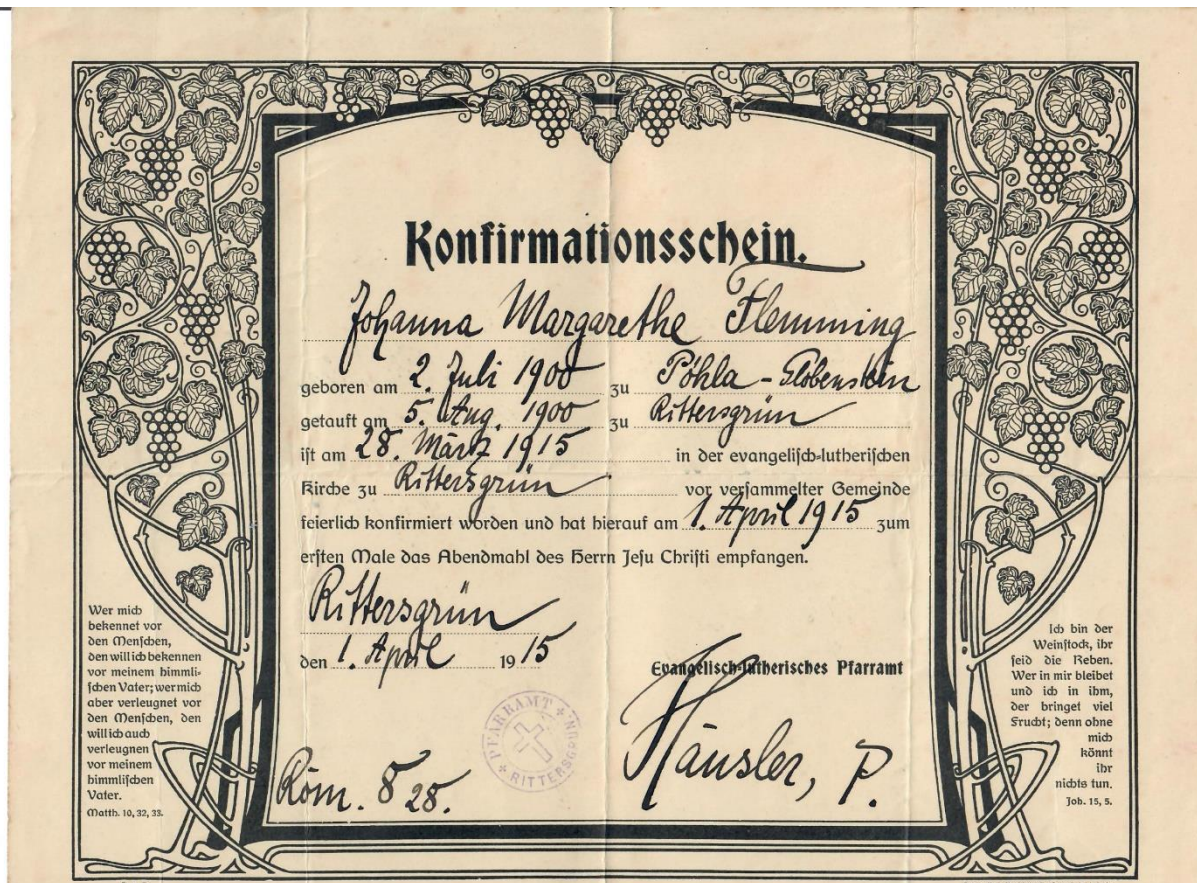 Konfirmationsschein.
Johanna Margarethe Flemming
geboren am 2. Juli 1900 zu Pöhla - Globenstein
getauft am 5. Aug. 1900 zu Rittersgrün
ist am 28. März 1915 in der evangelisch-lutherischen
Kirche zu Rittersgrün vor versammelter Gemeinde
feierlich konfirmiert worden und hat hierauf am 1. April 1915 zum
ersten Male das Abendmahl des Herrn Jesu Christi empfangen.
Rittersgrün
den 1. April 1915
Evangelisch-lutherisches Pfarramt
PFARRAMT RITTERSGRÜN
Häusler, P.
Röm. 8 28.
Wer mich
bekennet vor
den Menschen,
den will ich bekennen
vor meinem himmli-
schen Vater; wer mich
aber verleugnet vor
den Menschen, den
will ich auch
verleugnen
vor meinem
himmlischen
Vater.
Matth. 10, 32, 33.
Ich bin der
Weinstock, ihr
seid die Reben.
Wer in mir bleibet
und ich in ihm,
der bringet viel
Frucht; denn ohne
mich
könnt
ihr
nichts tun.
Joh. 15, 5.